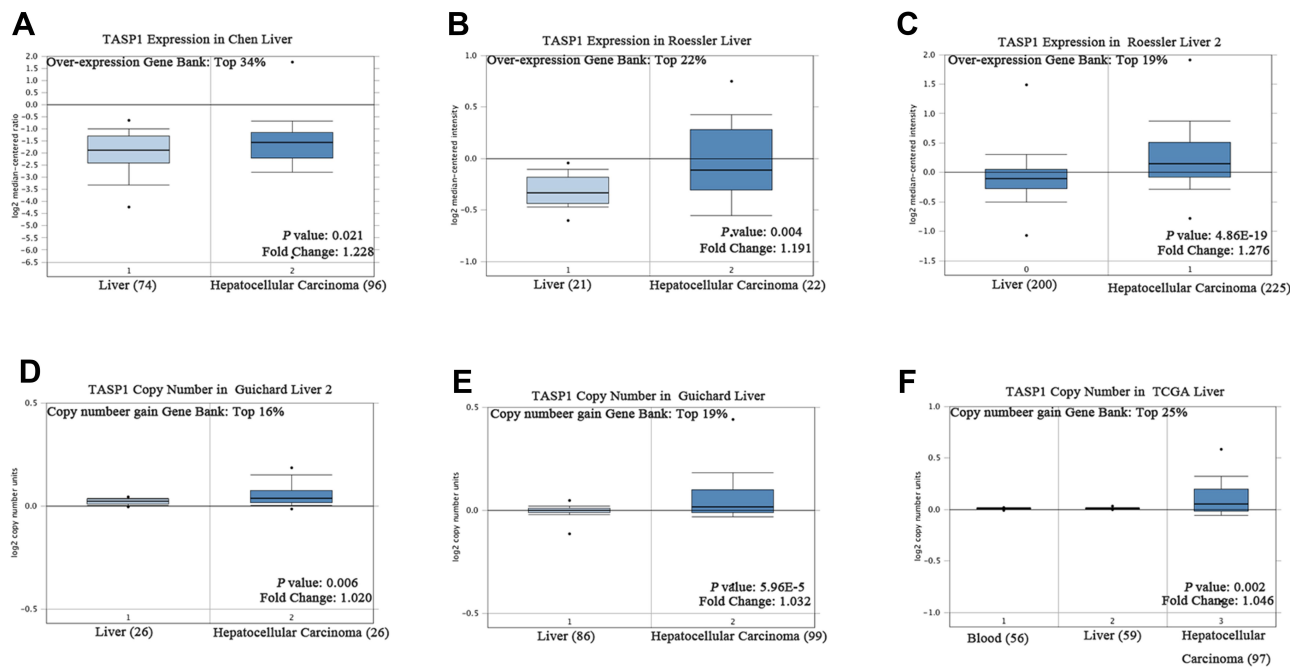 A
TASP1 Expression in Chen Liver
Over-expression Gene Bank: Top 34%
log2 median-centered ratio
2.0
1.5
1.0
0.5
0.0
-0.5
-1.0
-1.5
-2.0
-2.5
-3.0
-3.5
-4.0
-4.5
-5.0
-5.5
-6.0
-6.5
P value: 0.021
Fold Change: 1.228
1
2
Liver (74)
Hepatocellular Carcinoma (96)
B
TASP1 Expression in Roessler Liver
Over-expression Gene Bank: Top 22%
log2 median-centered intensity
1.0
0.5
0.0
-0.5
-1.0
P value: 0.004
Fold Change: 1.191
1
2
Liver (21)
Hepatocellular Carcinoma (22)
C
TASP1 Expression in Roessler Liver 2
Over-expression Gene Bank: Top 19%
log2 median-centered intensity
2.0
1.5
1.0
0.5
0.0
-0.5
-1.0
-1.5
P value: 4.86E-19
Fold Change: 1.276
0
1
Liver (200)
Hepatocellular Carcinoma (225)
D
TASP1 Copy Number in Guichard Liver 2
Copy numbeer gain Gene Bank: Top 16%
log2 copy number units
0.5
0.0
-0.5
P value: 0.006
Fold Change: 1.020
1
2
Liver (26)
Hepatocellular Carcinoma (26)
E
TASP1 Copy Number in Guichard Liver
Copy numbeer gain Gene Bank: Top 19%
log2 copy number units
0.5
0.0
-0.5
P value: 5.96E-5
Fold Change: 1.032
1
2
Liver (86)
Hepatocellular Carcinoma (99)
F
TASP1 Copy Number in TCGA Liver
Copy numbeer gain Gene Bank: Top 25%
log2 copy number units
1.0
0.5
0.0
-0.5
-1.0
P value: 0.002
Fold Change: 1.046
1
2
3
Blood (56)
Liver (59)
Hepatocellular
Carcinoma (97)